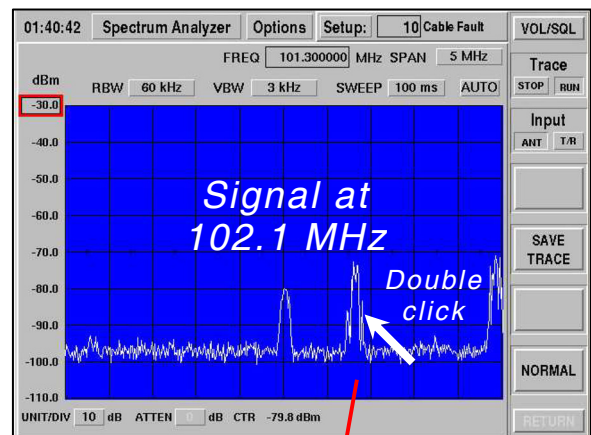 01:40:42 Spectrum Analyzer Options Setup: 10 Cable Fault
FREQ 101.300000 MHz SPAN 5 MHz
dBm RBW 60 kHz VBW 3 kHz SWEEP 100 ms AUTO
-30.0
-40.0
-50.0
-60.0
-70.0
-80.0
-90.0
-100.0
-110.0
Signal at
102.1 MHz
Double
click
UNIT/DIV 10 dB ATTEN 0 dB CTR -79.8 dBm
VOL/SQL
Trace
STOP RUN
Input
ANT T/R
SAVE
TRACE
NORMAL
RETURN